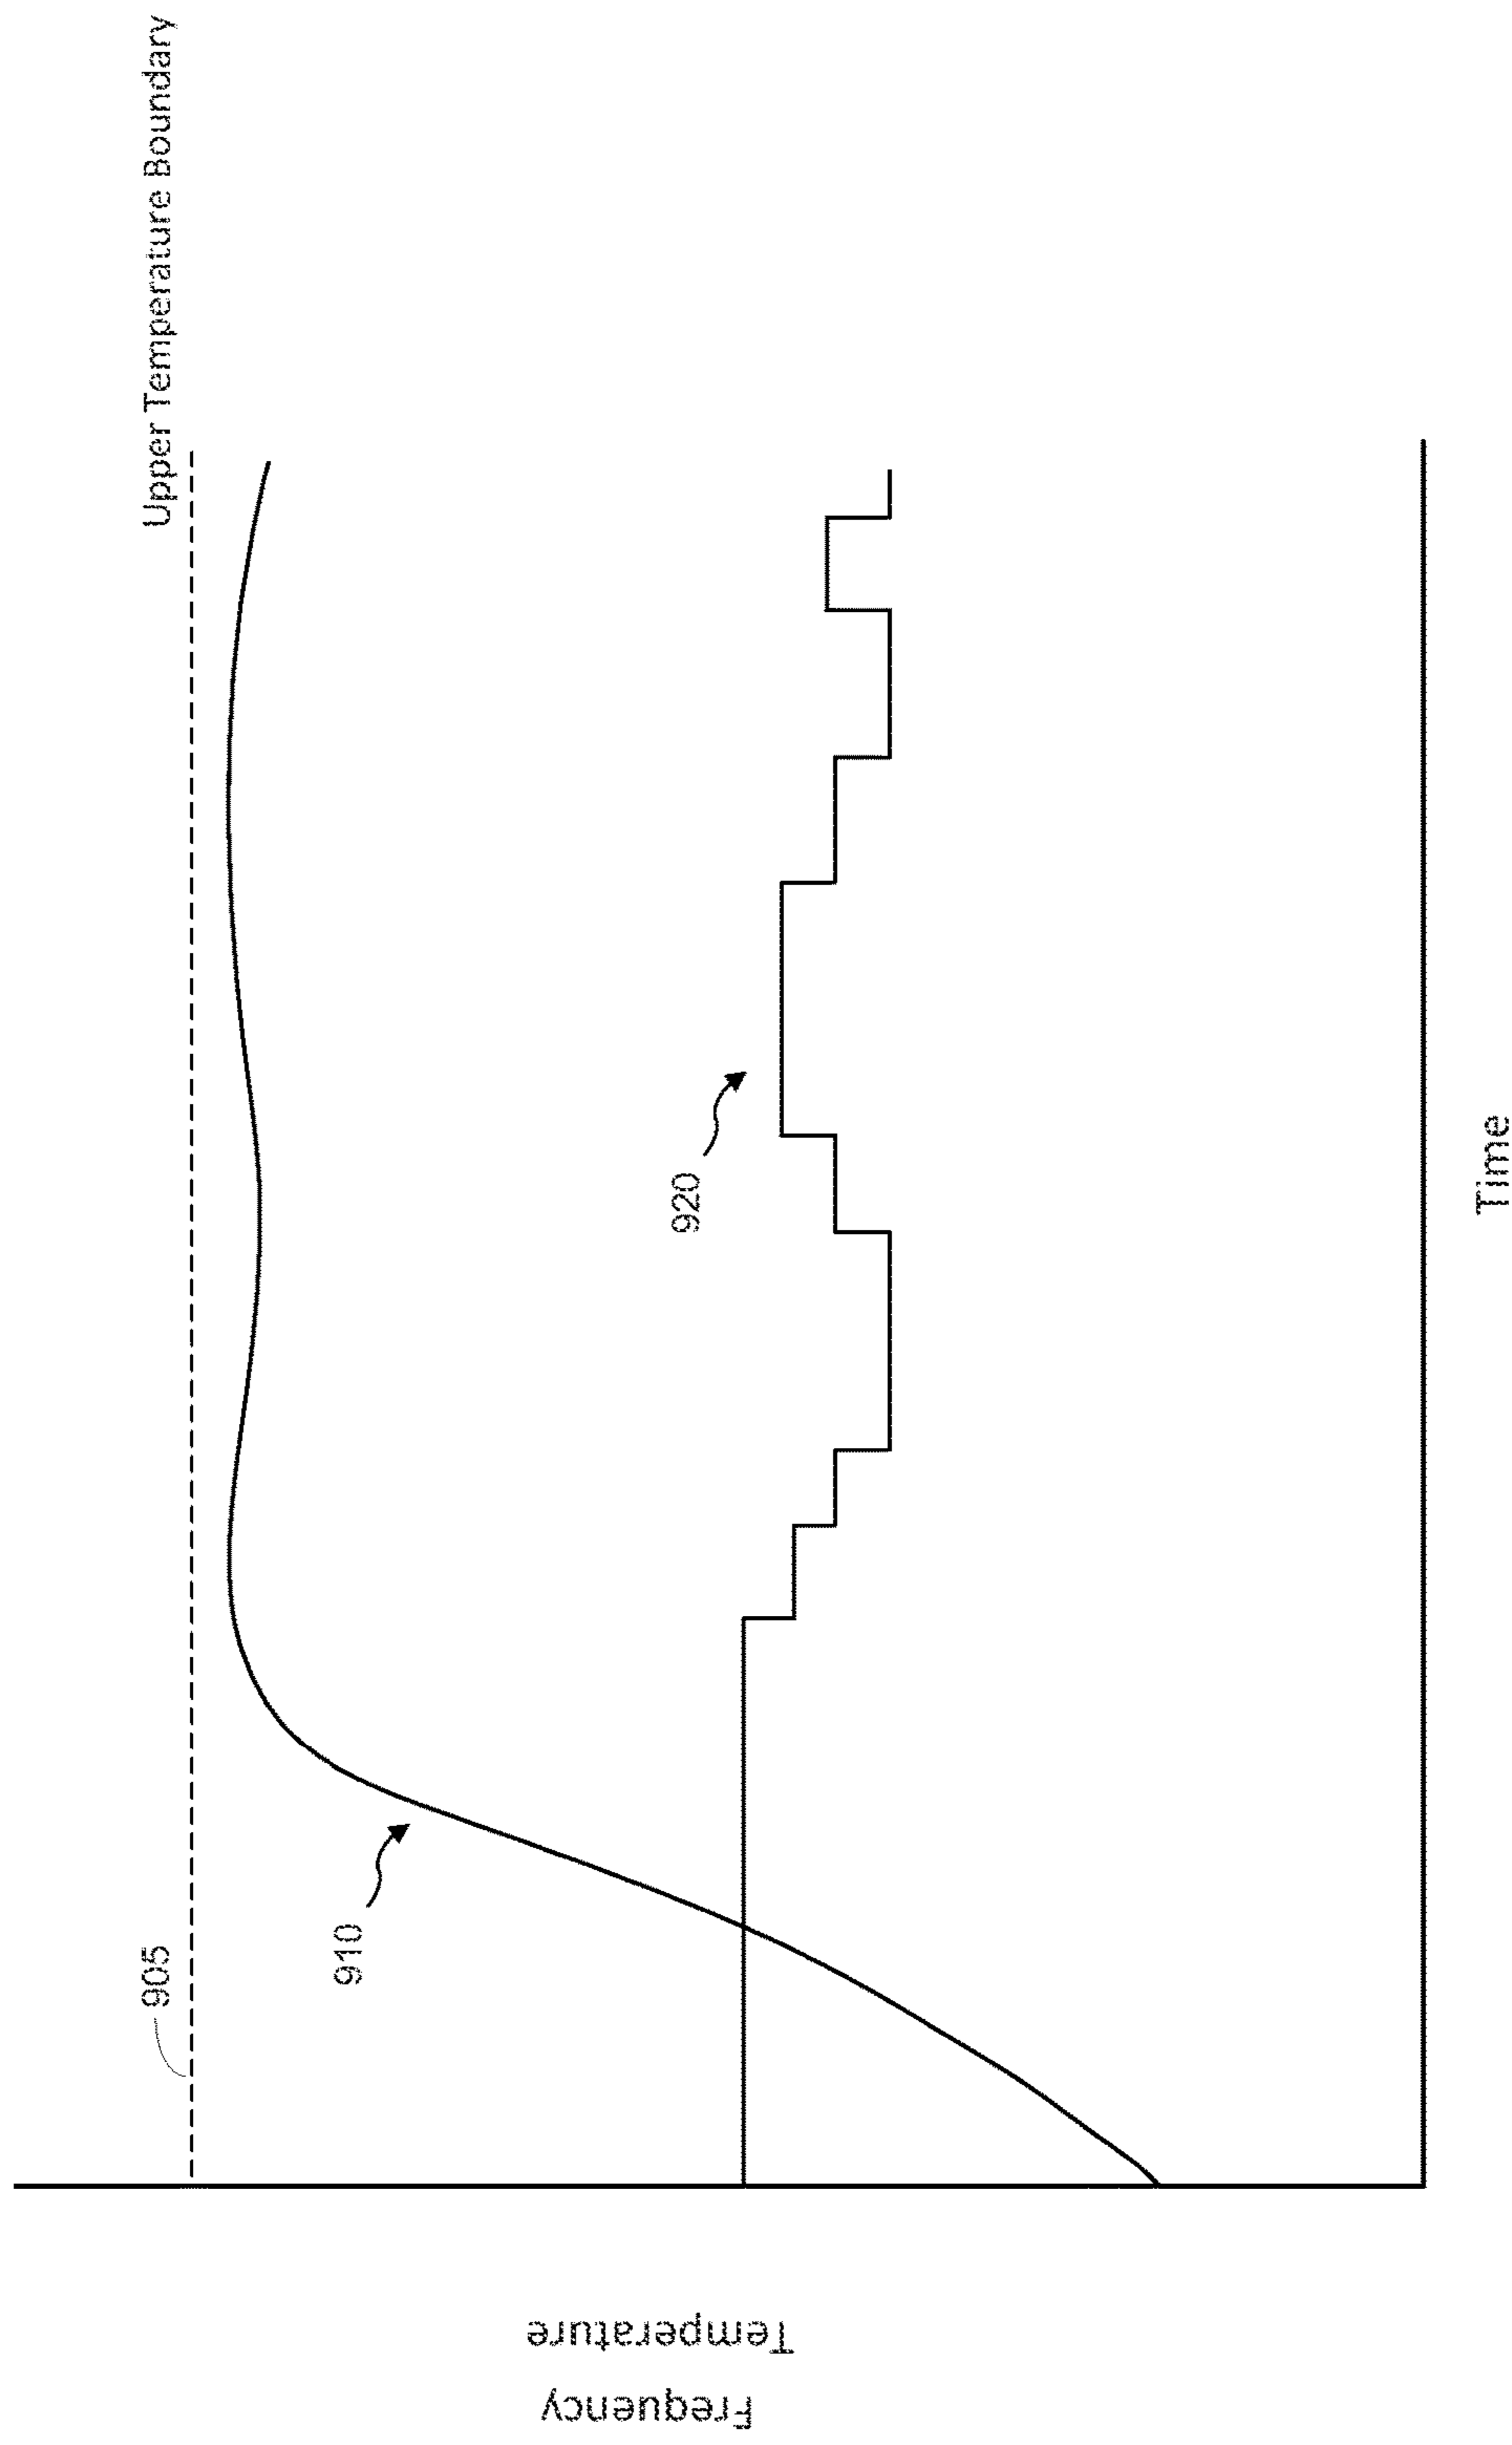 Upper Temperature Boundary
905
910
920
Frequency
Temperature
Time